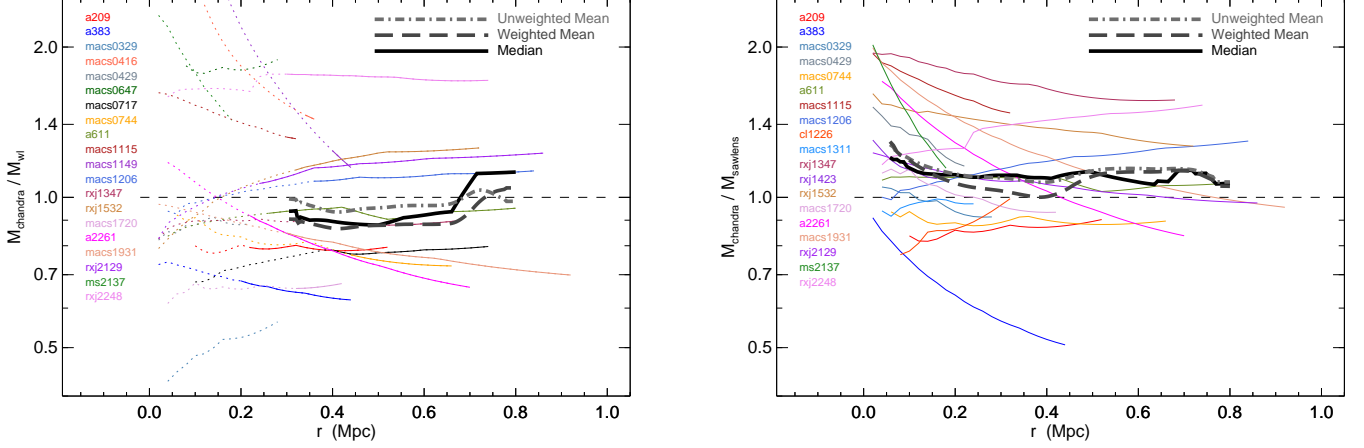 a209
a383
macs0329
macs0416
macs0429
macs0647
macs0717
macs0744
a611
macs1115
macs1149
macs1206
rxj1347
rxj1532
macs1720
a2261
macs1931
rxj2129
ms2137
rxj2248
Unweighted Mean
Weighted Mean
Median
2.0
1.4
1.0
0.7
0.5
M_chandra / M_wl
0.0 0.2 0.4 0.6 0.8 1.0
r (Mpc)
a209
a383
macs0329
macs0429
macs0744
a611
macs1115
macs1206
cl1226
macs1311
rxj1347
rxj1423
rxj1532
macs1720
a2261
macs1931
rxj2129
ms2137
rxj2248
Unweighted Mean
Weighted Mean
Median
2.0
1.4
1.0
0.7
0.5
M_chandra / M_sawlens
0.0 0.2 0.4 0.6 0.8 1.0
r (Mpc)